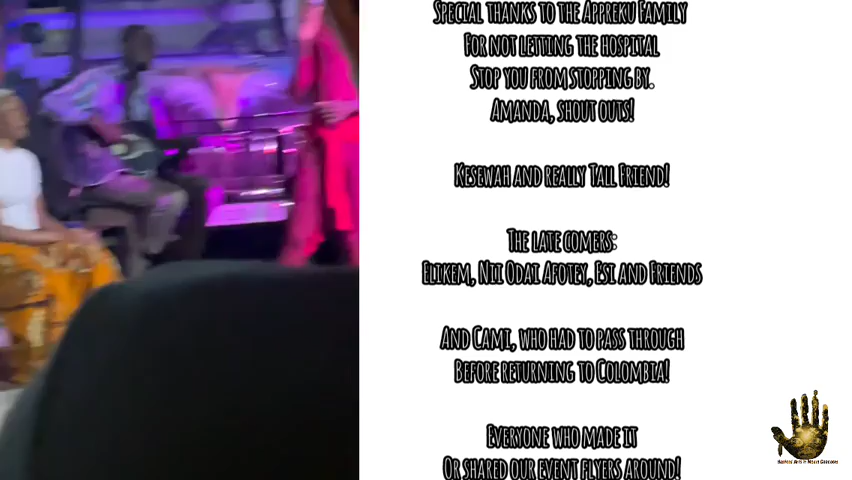 Special thanks to the Appreku Family
For not letting the hospital
Stop you from stopping by.
Amanda, shout outs!
Kesewah and really Tall Friend!
The late comers:
Elikem, Nii Odai Afotey, Esi and Friends
And Cami, who had to pass through
Before returning to Colombia!
Everyone who made it
Or shared our event flyers around!